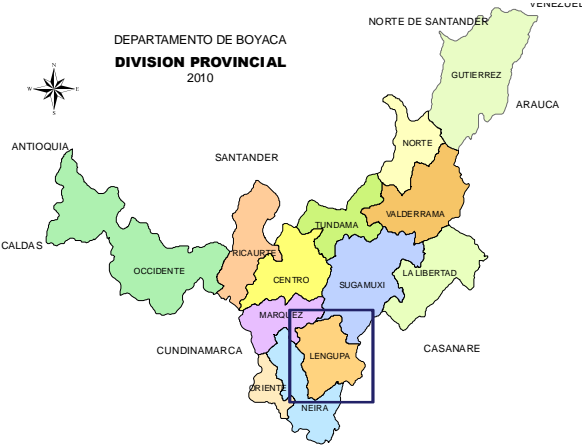 VENEZUEL
NORTE DE SANTANDER
DEPARTAMENTO DE BOYACA
DIVISION PROVINCIAL
2010
N
W E
S
GUTIERREZ
ARAUCA
ANTIOQUIA
NORTE
SANTANDER
VALDERRAMA
TUNDAMA
CALDAS
RICAURTE
OCCIDENTE
CENTRO
SUGAMUXI
LA LIBERTAD
MARQUEZ
CUNDINAMARCA
LENGUPA
CASANARE
ORIENTE
NEIRA